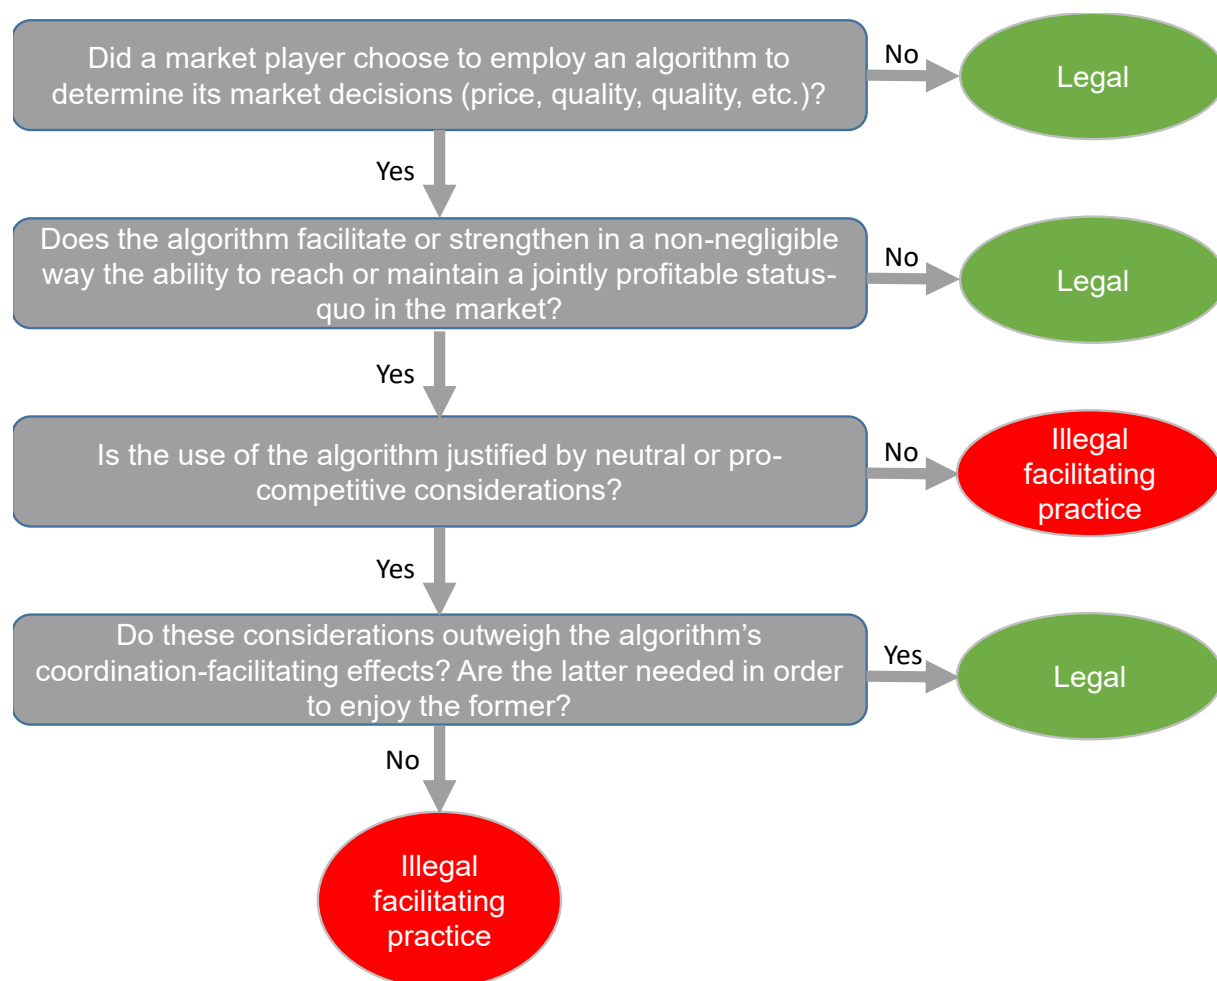 Did a market player choose to employ an algorithm to
determine its market decisions (price, quality, quality, etc.)?
No
Legal
Yes
Does the algorithm facilitate or strengthen in a non-negligible
way the ability to reach or maintain a jointly profitable status-
quo in the market?
No
Legal
Yes
Is the use of the algorithm justified by neutral or pro-
competitive considerations?
No
Illegal
facilitating
practice
Yes
Do these considerations outweigh the algorithm’s
coordination-facilitating effects? Are the latter needed in order
to enjoy the former?
Yes
Legal
No
Illegal
facilitating
practice